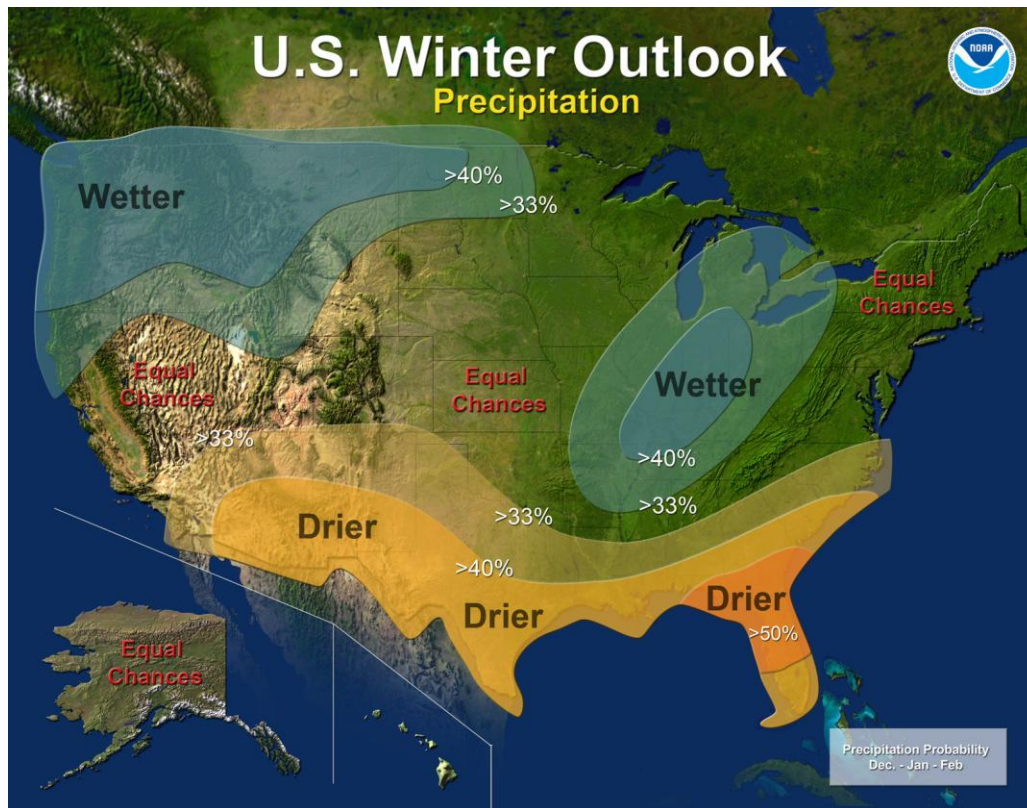 U.S. Winter Outlook
Precipitation
NOAA
Wetter
>40%
>33%
Equal
Chances
Equal
Chances
Equal
Chances
Wetter
>40%
>33%
>33%
>33%
Drier
>40%
Drier
Drier
>50%
Equal
Chances
Precipitation Probability
Dec. - Jan - Feb